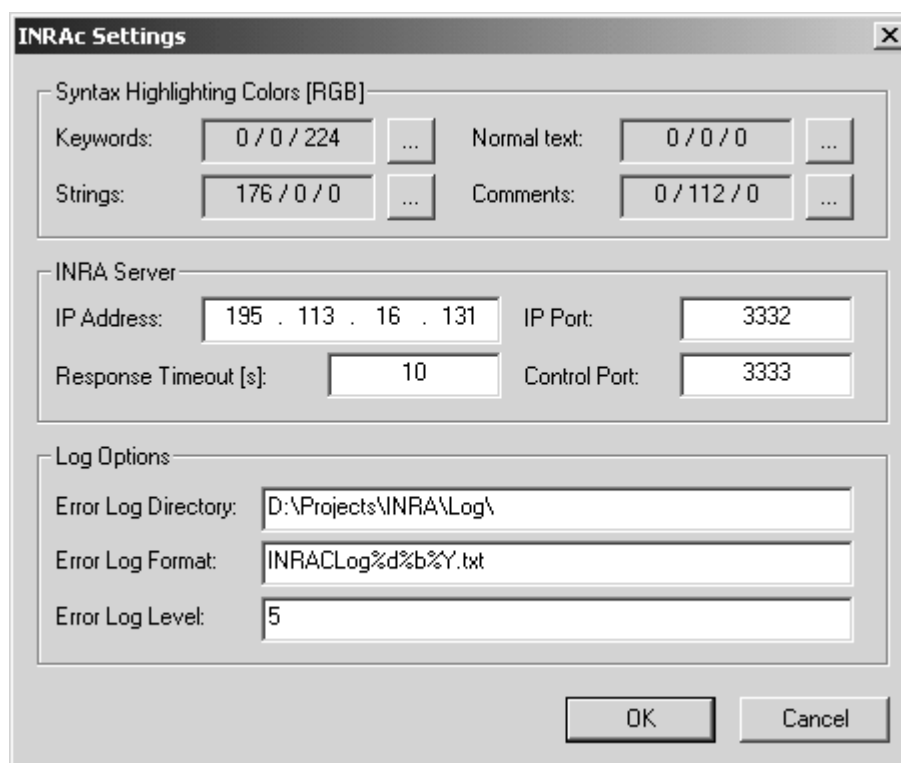 INRAc Settings
Syntax Highlighting Colors [RGB]
Keywords: 0 / 0 / 224 ... Normal text: 0 / 0 / 0 ...
Strings: 176 / 0 / 0 ... Comments: 0 / 112 / 0 ...
INRA Server
IP Address: 195 . 113 . 16 . 131 IP Port: 3332
Response Timeout [s]: 10 Control Port: 3333
Log Options
Error Log Directory: D:\Projects\INRA\Log\
Error Log Format: INRACLog%d%b%Y.txt
Error Log Level: 5
OK Cancel